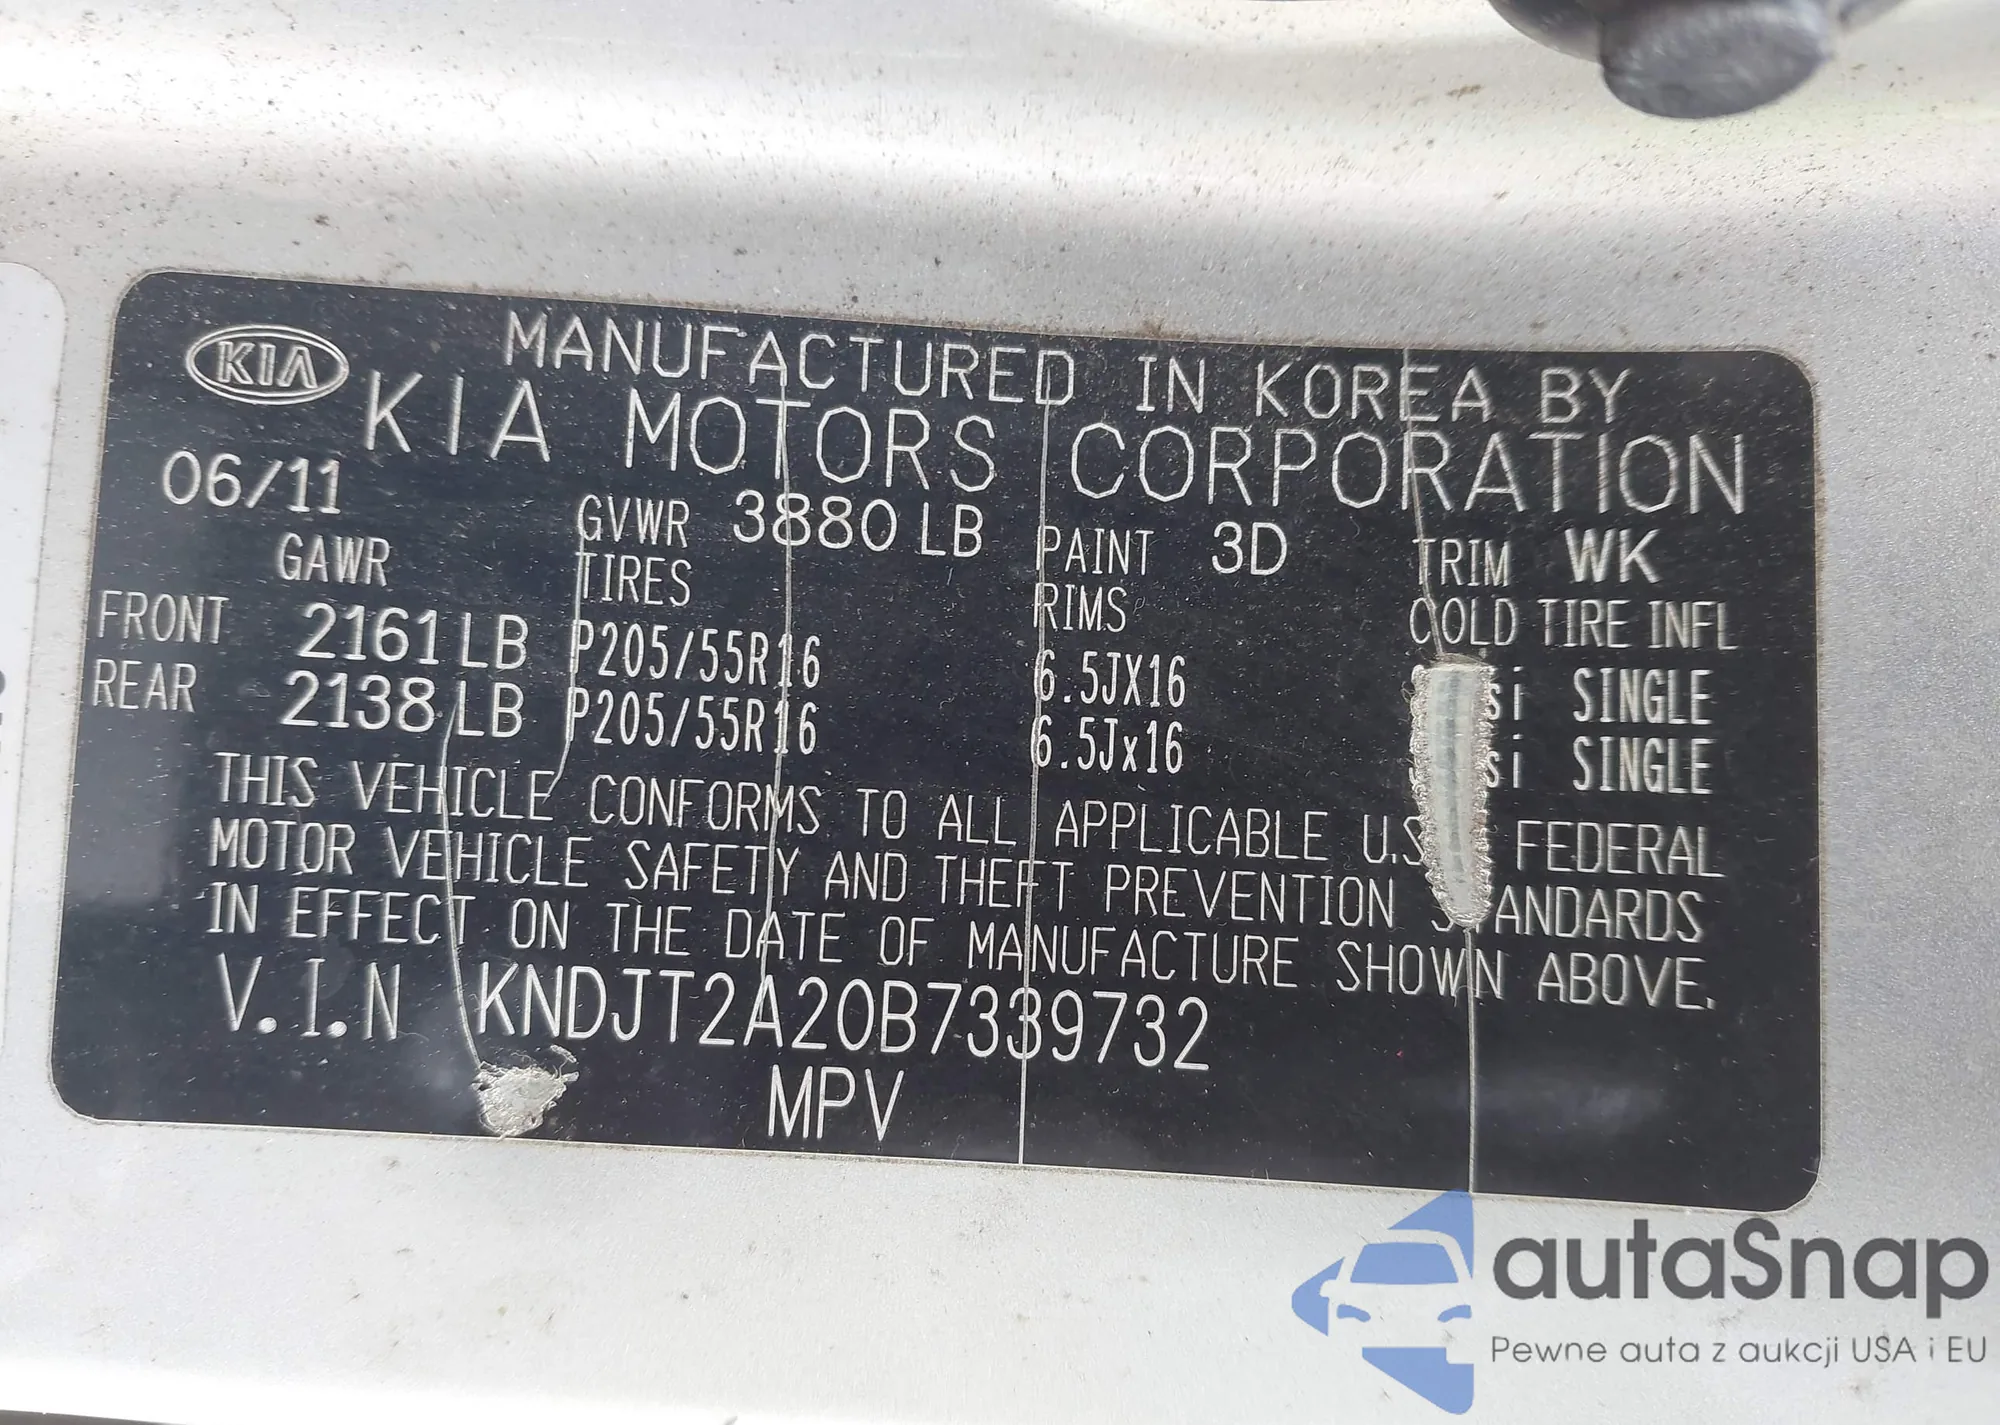 KIA
MANUFACTURED IN KOREA BY
KIA MOTORS CORPORATION
06/11 GVWR 3880 LB PAINT 3D TRIM WK
GAWR TIRES RIMS COLD TIRE INFL
FRONT 2161 LB P205/55R16 6.5JX16 SINGLE
REAR 2138 LB P205/55R16 6.5Jx16 SINGLE
THIS VEHICLE CONFORMS TO ALL APPLICABLE FEDERAL
MOTOR VEHICLE SAFETY AND THEFT PREVENTION STANDARDS
IN EFFECT ON THE DATE OF MANUFACTURE SHOWN ABOVE.
V.I.N KNDJT2A20B7339732
MPV
autaSnap
Pewne auta z aukcji USA i EU